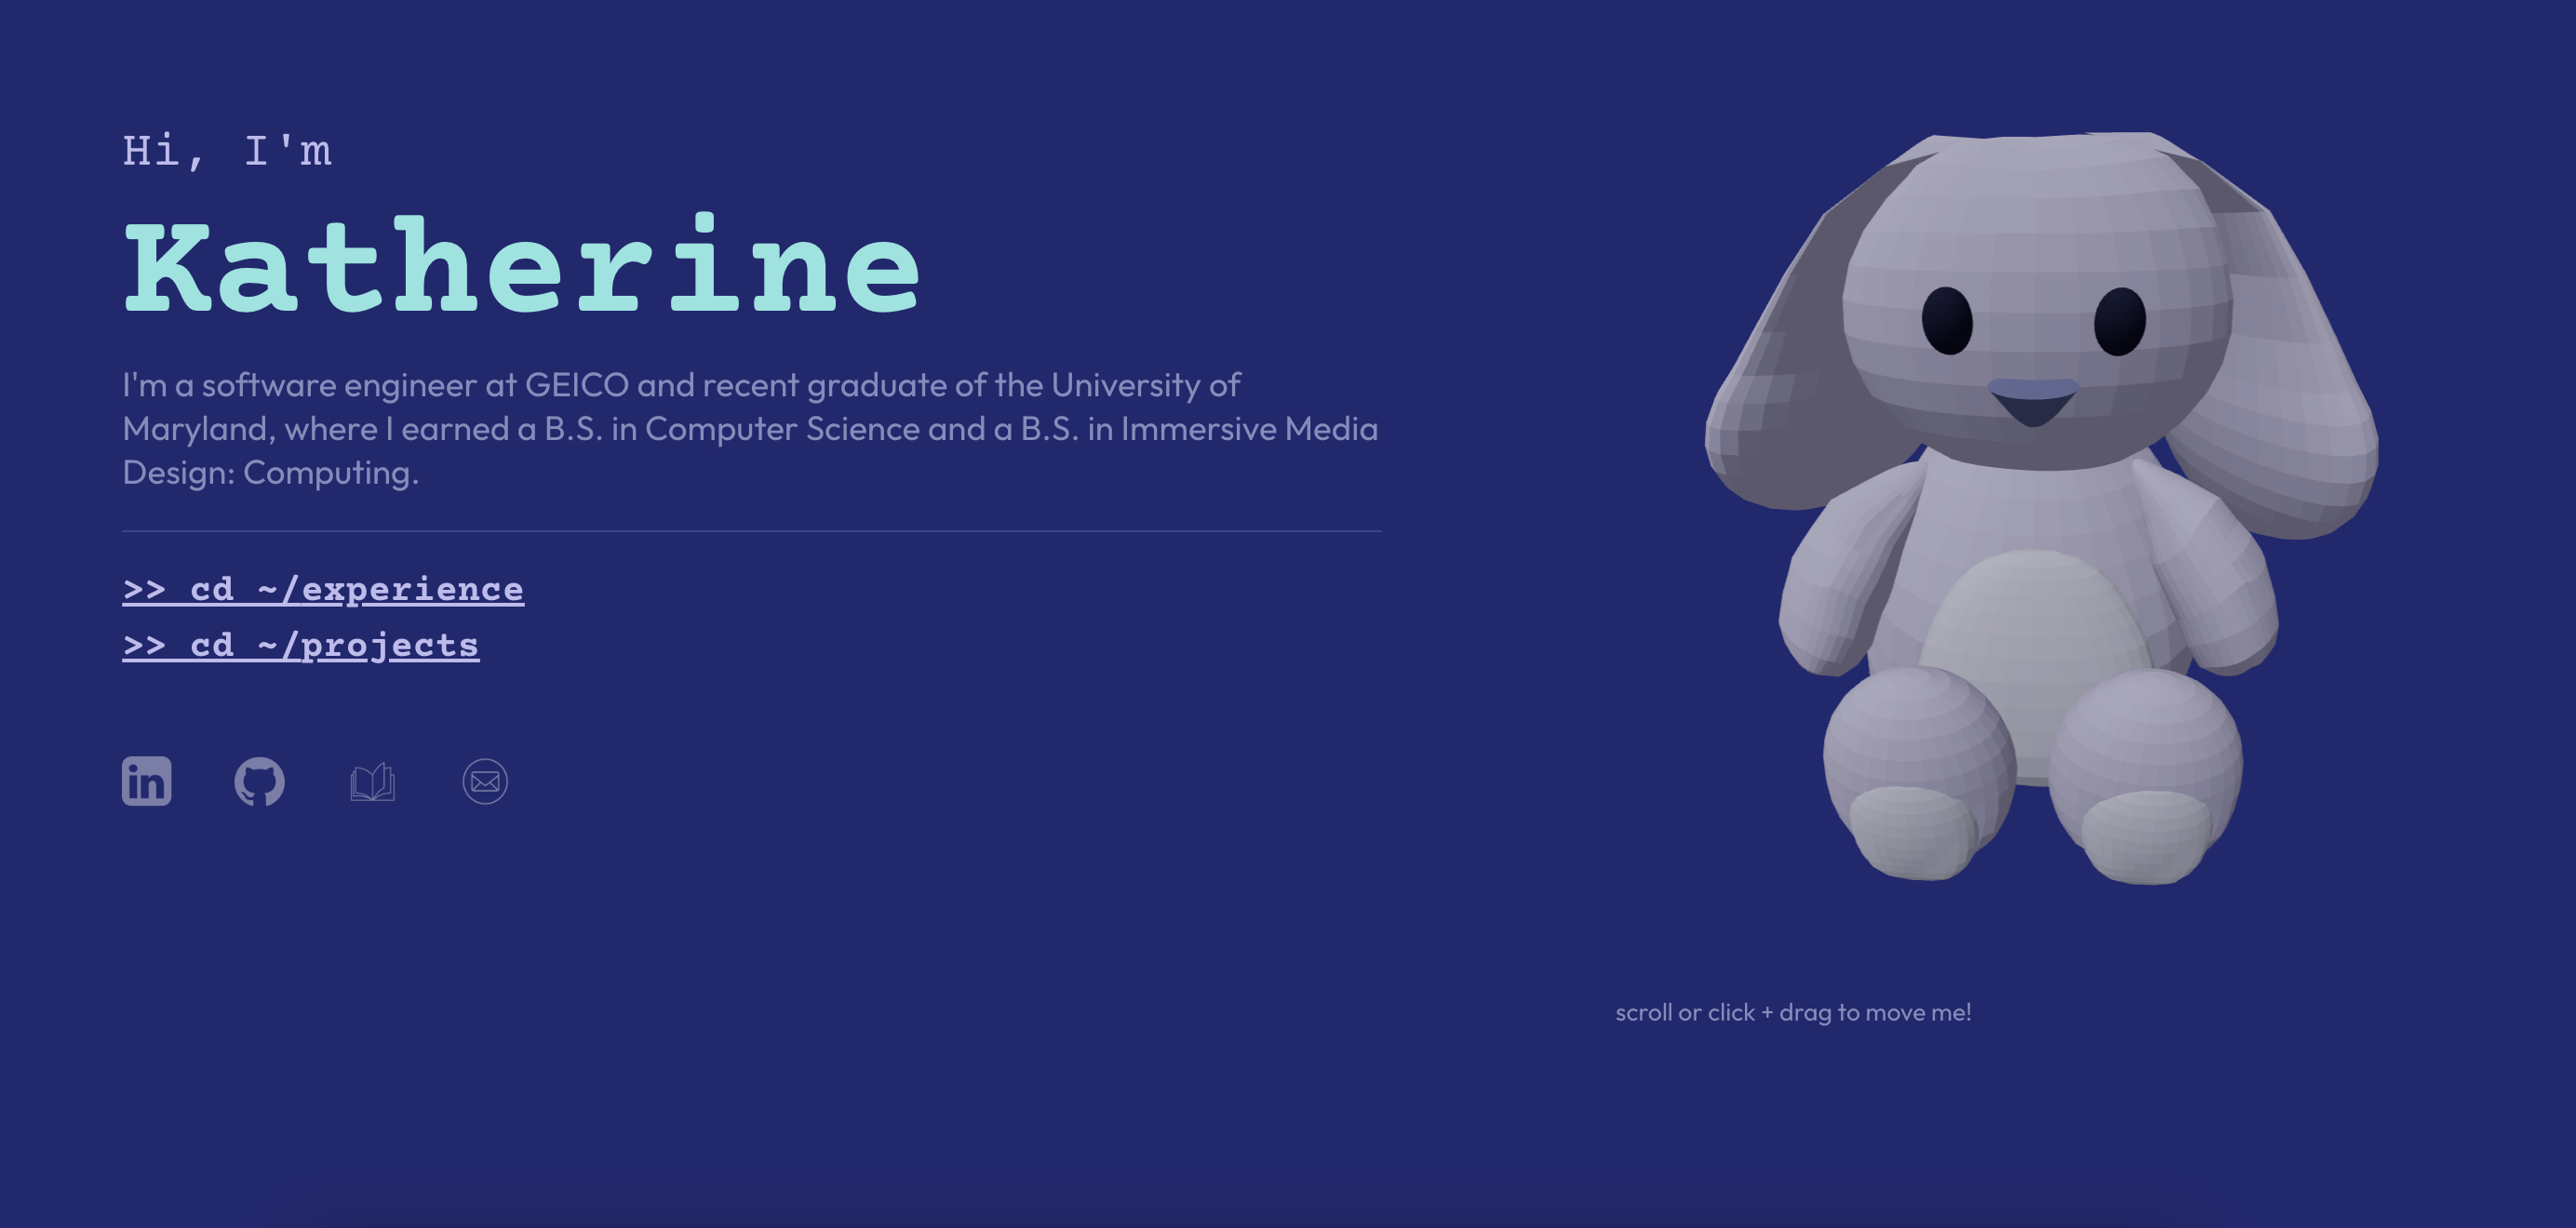 Hi, I'm
Katherine
I'm a software engineer at GEICO and recent graduate of the University of
Maryland, where I earned a B.S. in Computer Science and a B.S. in Immersive Media
Design: Computing.
>> cd ~/experience
>> cd ~/projects
in
scroll or click + drag to move me!